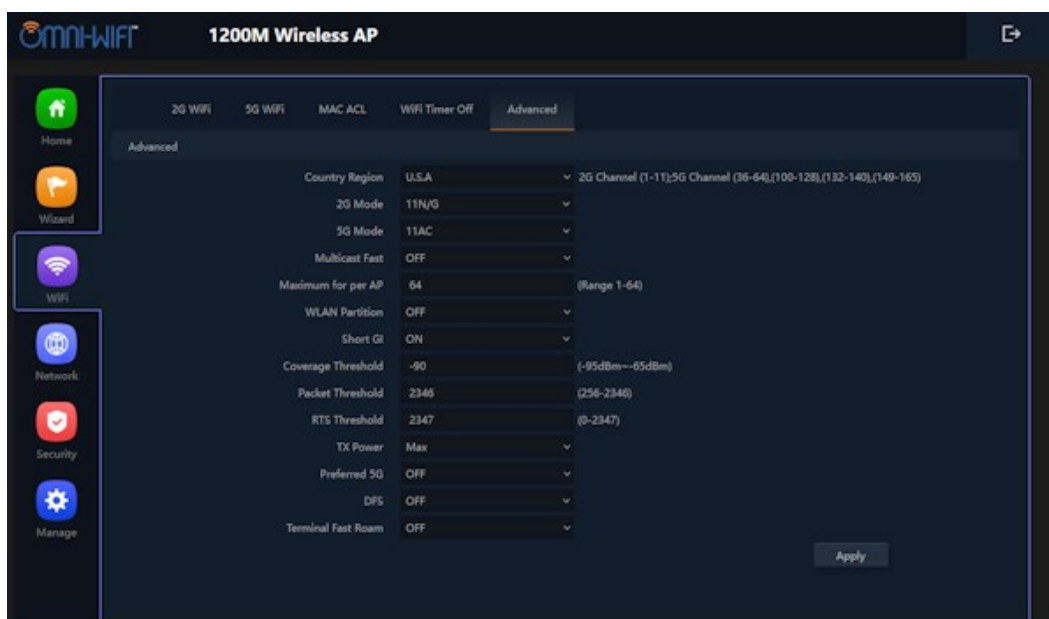 OMNI-WIFI
1200M Wireless AP
Home
Wizard
WiFi
Network
Security
Manage
2G WiFi 5G WiFi MAC ACL WiFi Timer Off Advanced
Advanced
Country Region U.S.A 2G Channel (1-11);5G Channel (36-64),(100-128),(132-140),(149-165)
2G Mode 11N/G
5G Mode 11AC
Multicast Fast OFF
Maximum for per AP 64 (Range 1-64)
WLAN Partition OFF
Short GI ON
Coverage Threshold -90 (-95dBm~-65dBm)
Packet Threshold 2346 (256-2346)
RTS Threshold 2347 (0-2347)
TX Power Max
Preferred 5G OFF
DFS OFF
Terminal Fast Roam OFF
Apply